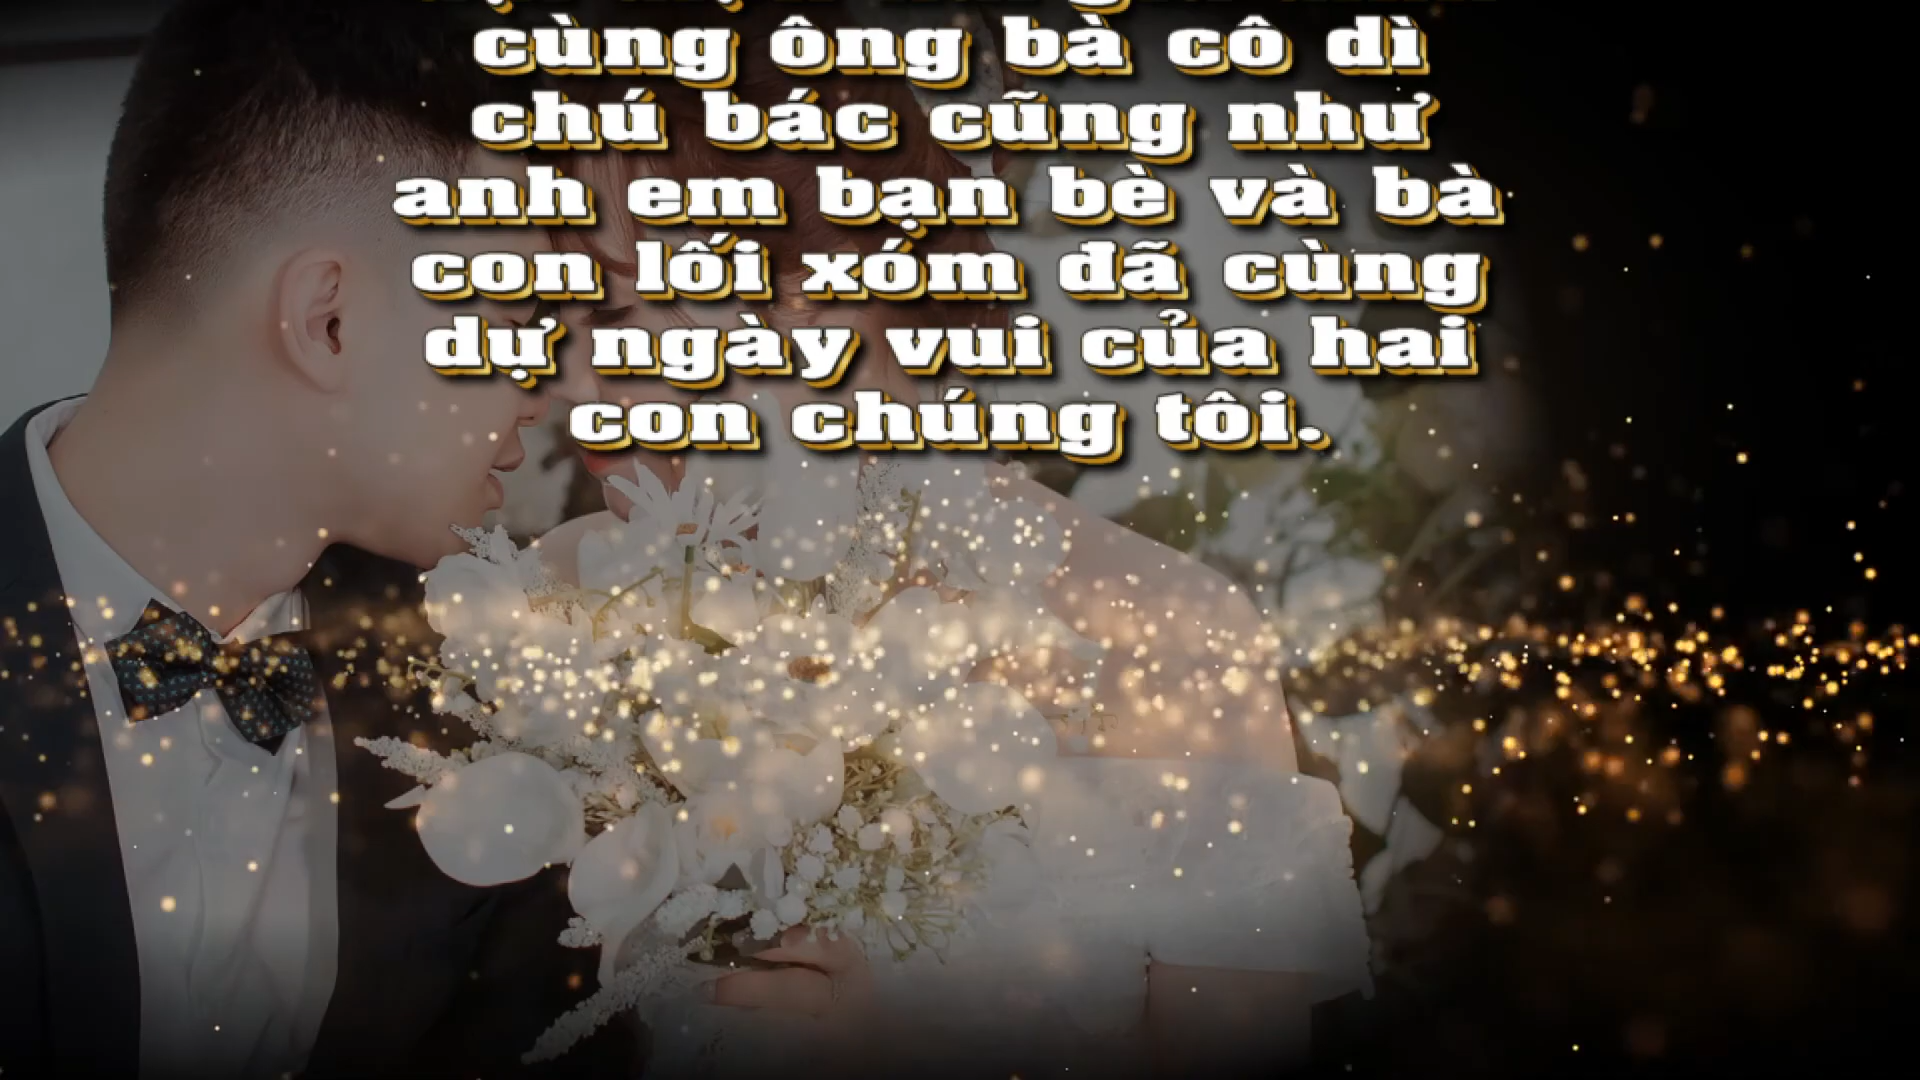 cùng ông bà cô dì
chú bác cũng như
anh em bạn bè và bà
con lối xóm đã cùng
dự ngày vui của hai
con chúng tôi.